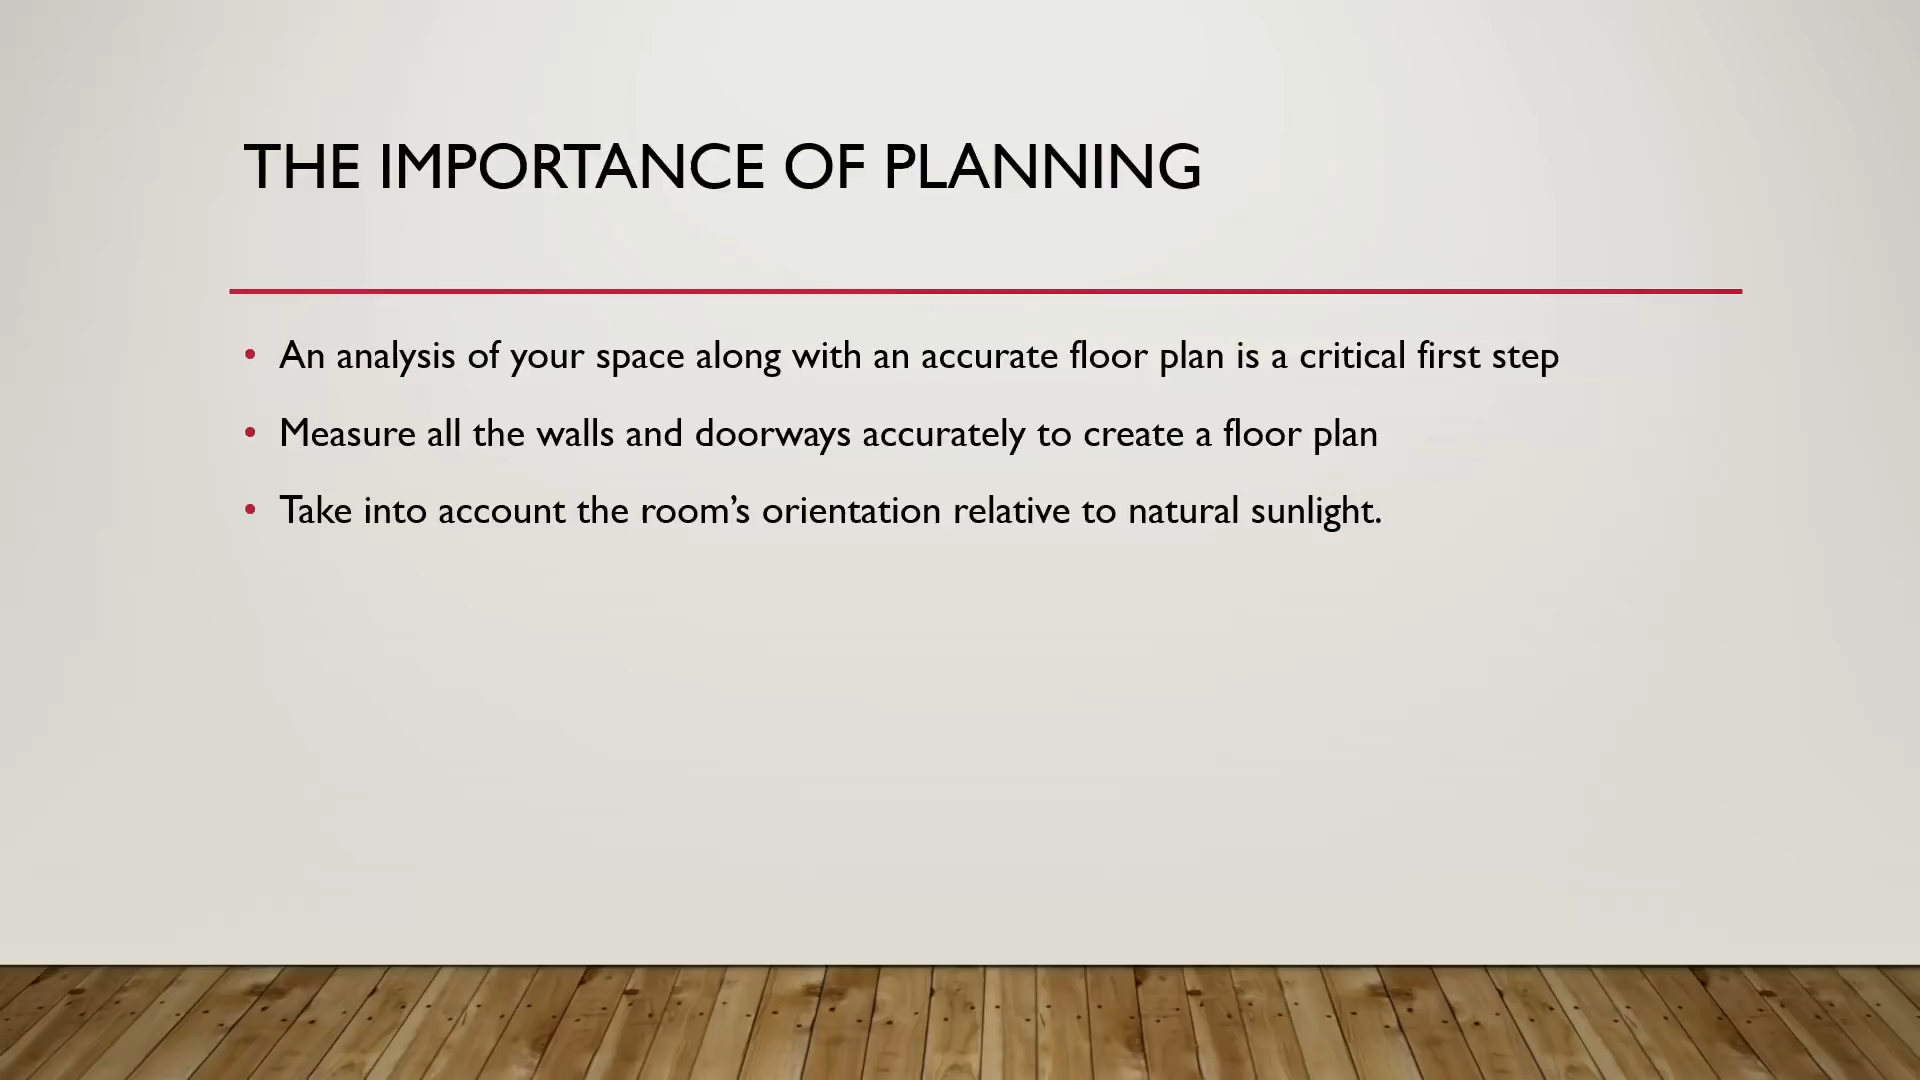 THE IMPORTANCE OF PLANNING
• An analysis of your space along with an accurate floor plan is a critical first step
• Measure all the walls and doorways accurately to create a floor plan
• Take into account the room’s orientation relative to natural sunlight.